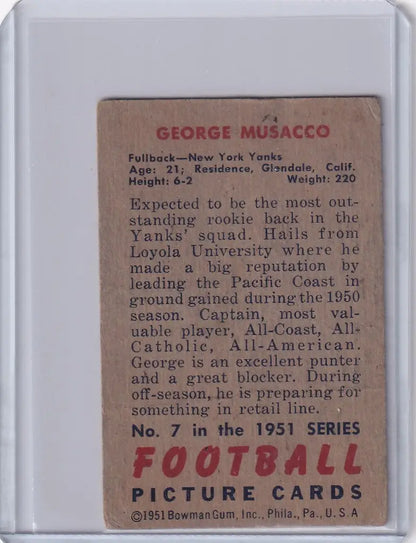 GEORGE MUSACCO
Fullback—New York Yanks
Age: 21; Residence, Glendale, Calif.
Height: 6-2 Weight: 220
Expected to be the most out-
standing rookie back in the
Yanks' squad. Hails from
Loyola University where he
made a big reputation by
leading the Pacific Coast in
ground gained during the 1950
season. Captain, most val-
uable player, All-Coast, All-
Catholic, All-American.
George is an excellent punter
and a great blocker. During
off-season, he is preparing for
something in retail line.
No. 7 in the 1951 SERIES
FOOTBALL
PICTURE CARDS
©1951 Bowman Gum, Inc., Phila., Pa., U.S.A